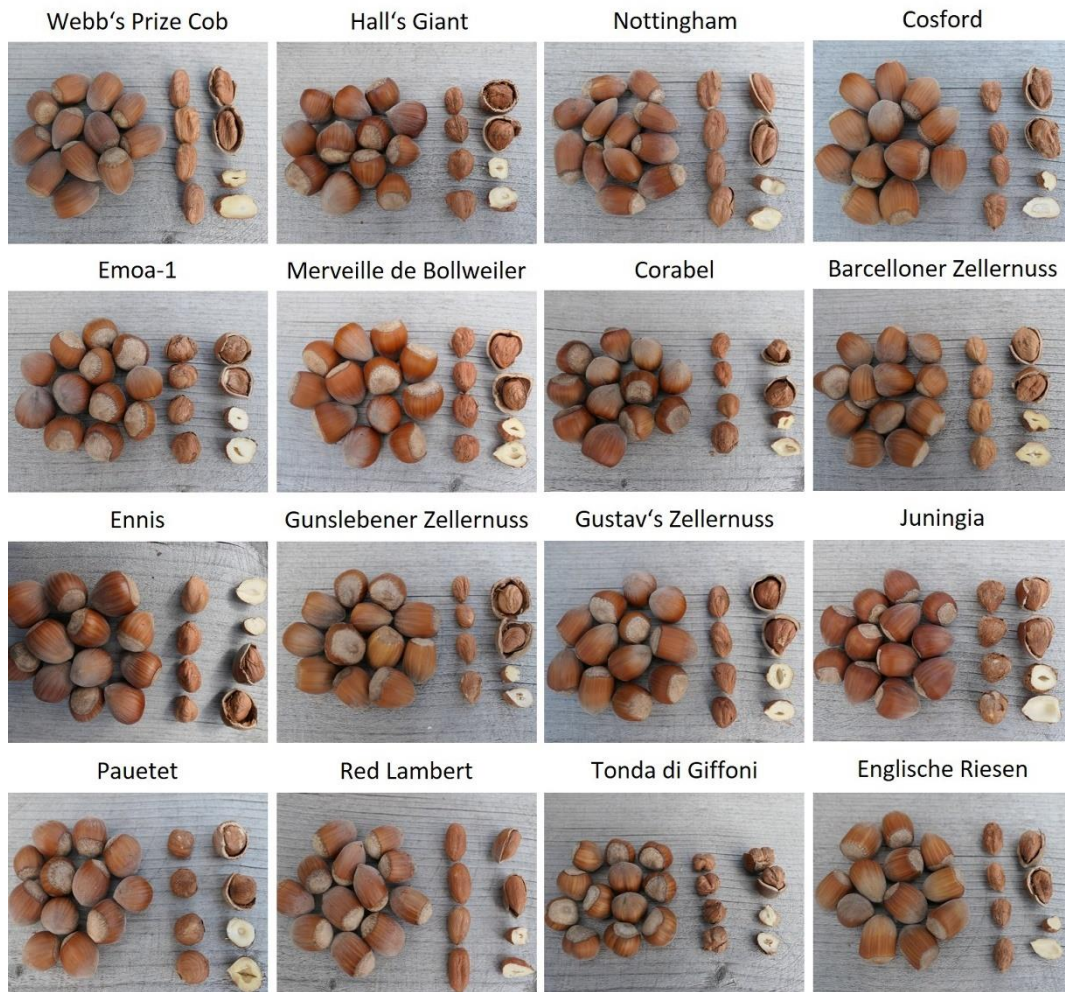 Webb‘s Prize Cob
Hall‘s Giant
Nottingham
Cosford
Emoa-1
Merveille de Bollweiler
Corabel
Barcelloner Zellernuss
Ennis
Gunslebener Zellernuss
Gustav‘s Zellernuss
Juningia
Pauetet
Red Lambert
Tonda di Giffoni
Englische Riesen